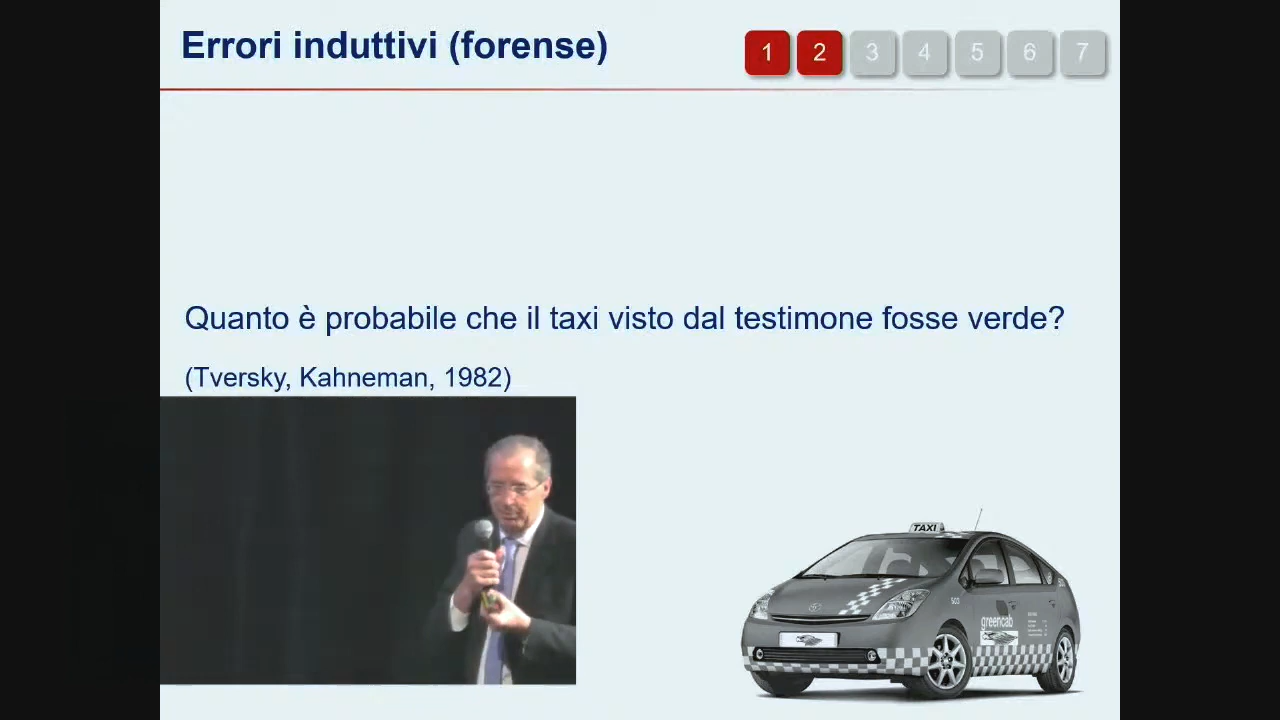 Errori induttivi (forense)
1 2 3 4 5 6 7
Quanto è probabile che il taxi visto dal testimone fosse verde?
(Tversky, Kahneman, 1982)
TAXI
503
greencab